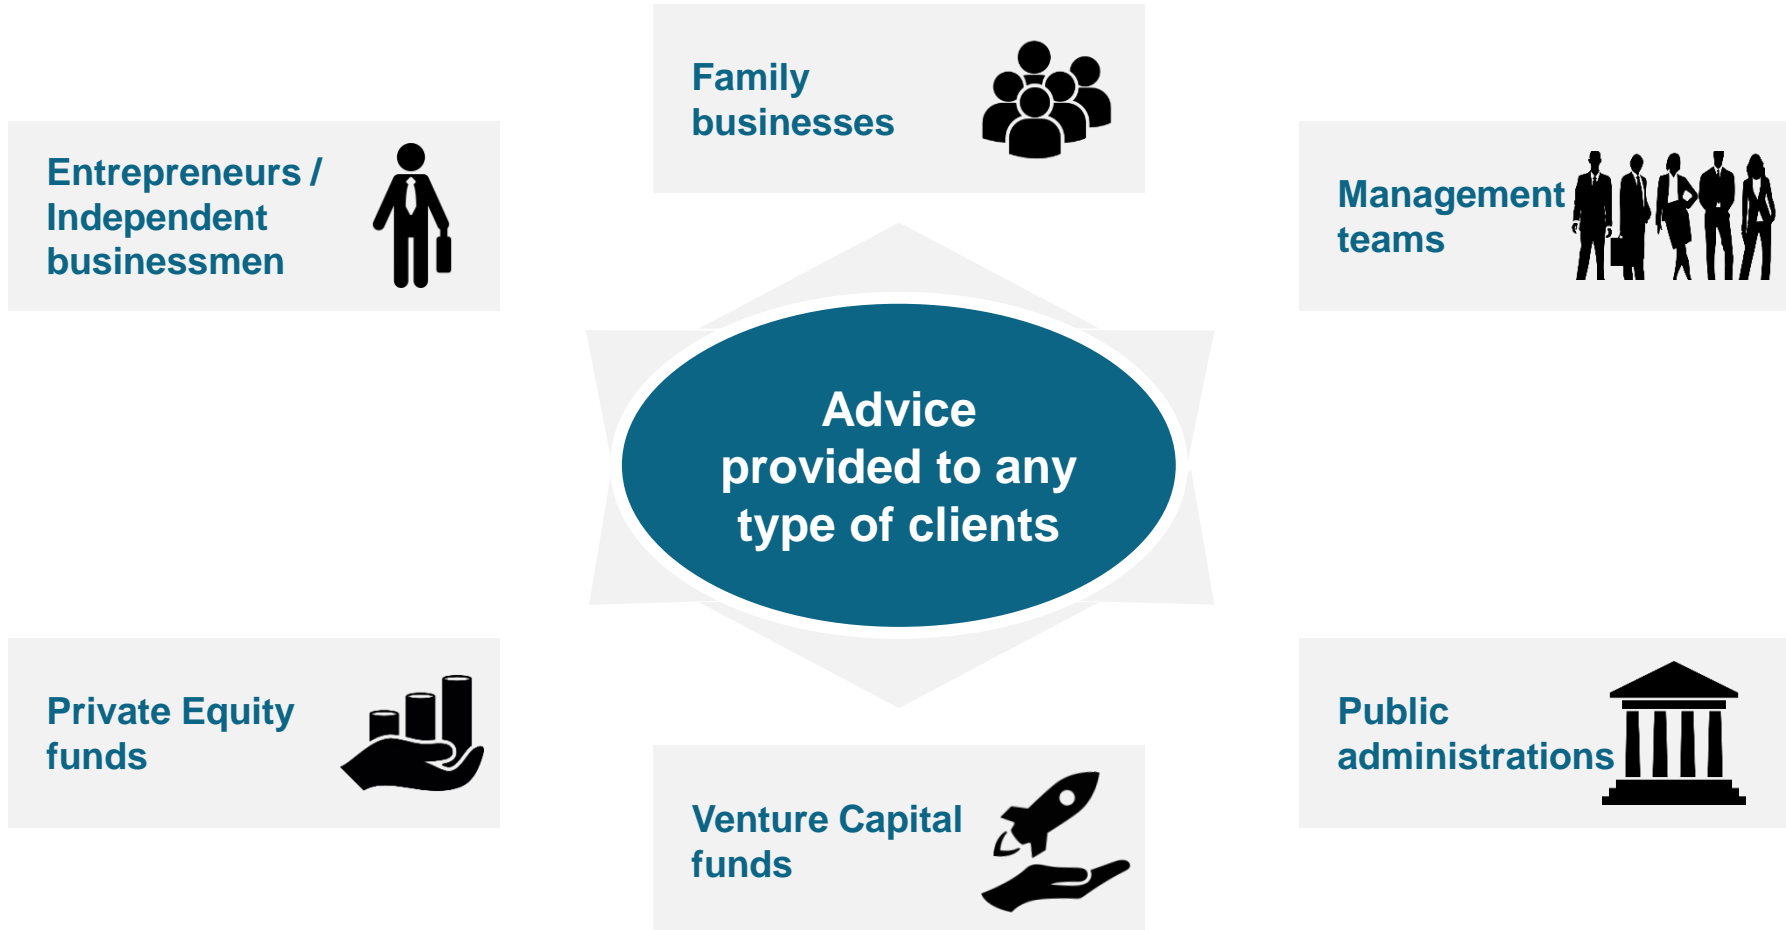 Family
businesses
Entrepreneurs /
Independent
businessmen
Management
teams
Advice
provided to any
type of clients
Private Equity
funds
Public
administrations
Venture Capital
funds